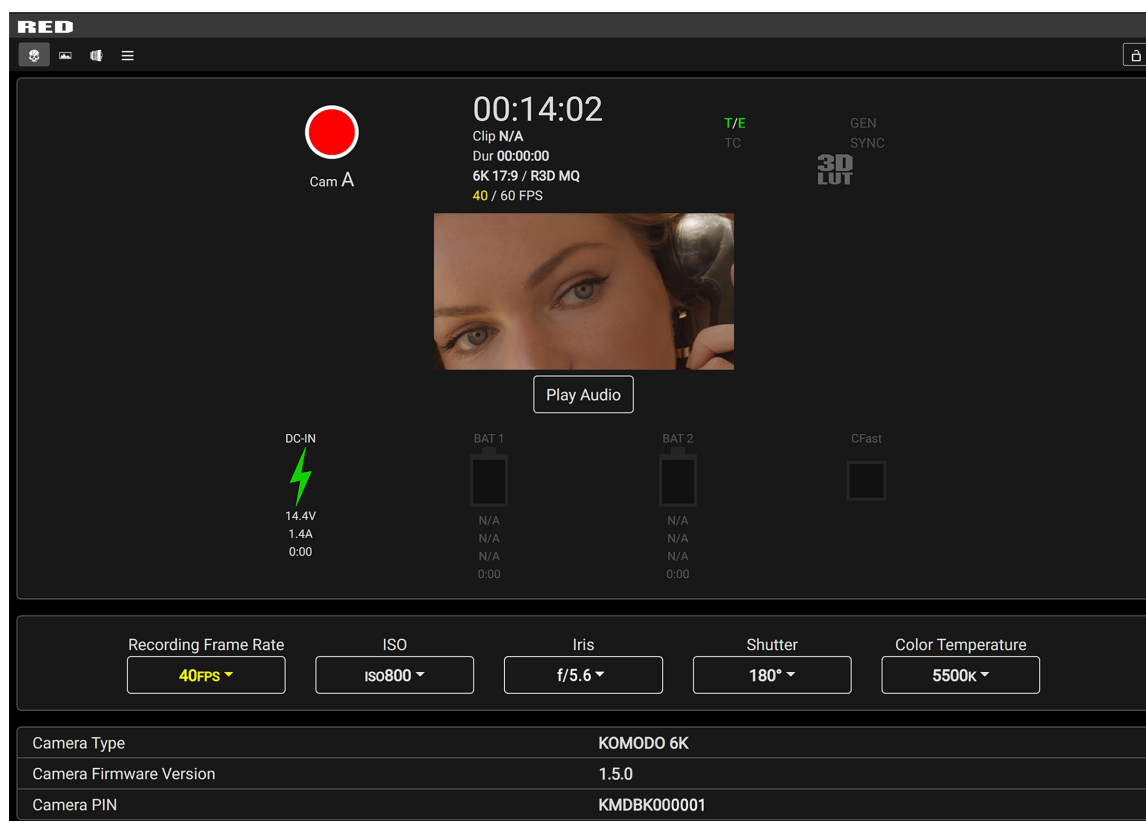 RED
00:14:02
Clip N/A
Dur 00:00:00
6K 17:9 / R3D MQ
40 / 60 FPS
Cam A
T/E
TC
GEN
SYNC
3D
LUT
Play Audio
DC-IN
14.4V
1.4A
0:00
BAT 1
N/A
N/A
N/A
0:00
BAT 2
N/A
N/A
N/A
0:00
CFast
Recording Frame Rate
40FPS
ISO
ISO800
Iris
f/5.6
Shutter
180°
Color Temperature
5500K
Camera Type KOMODO 6K
Camera Firmware Version 1.5.0
Camera PIN KMDBK000001